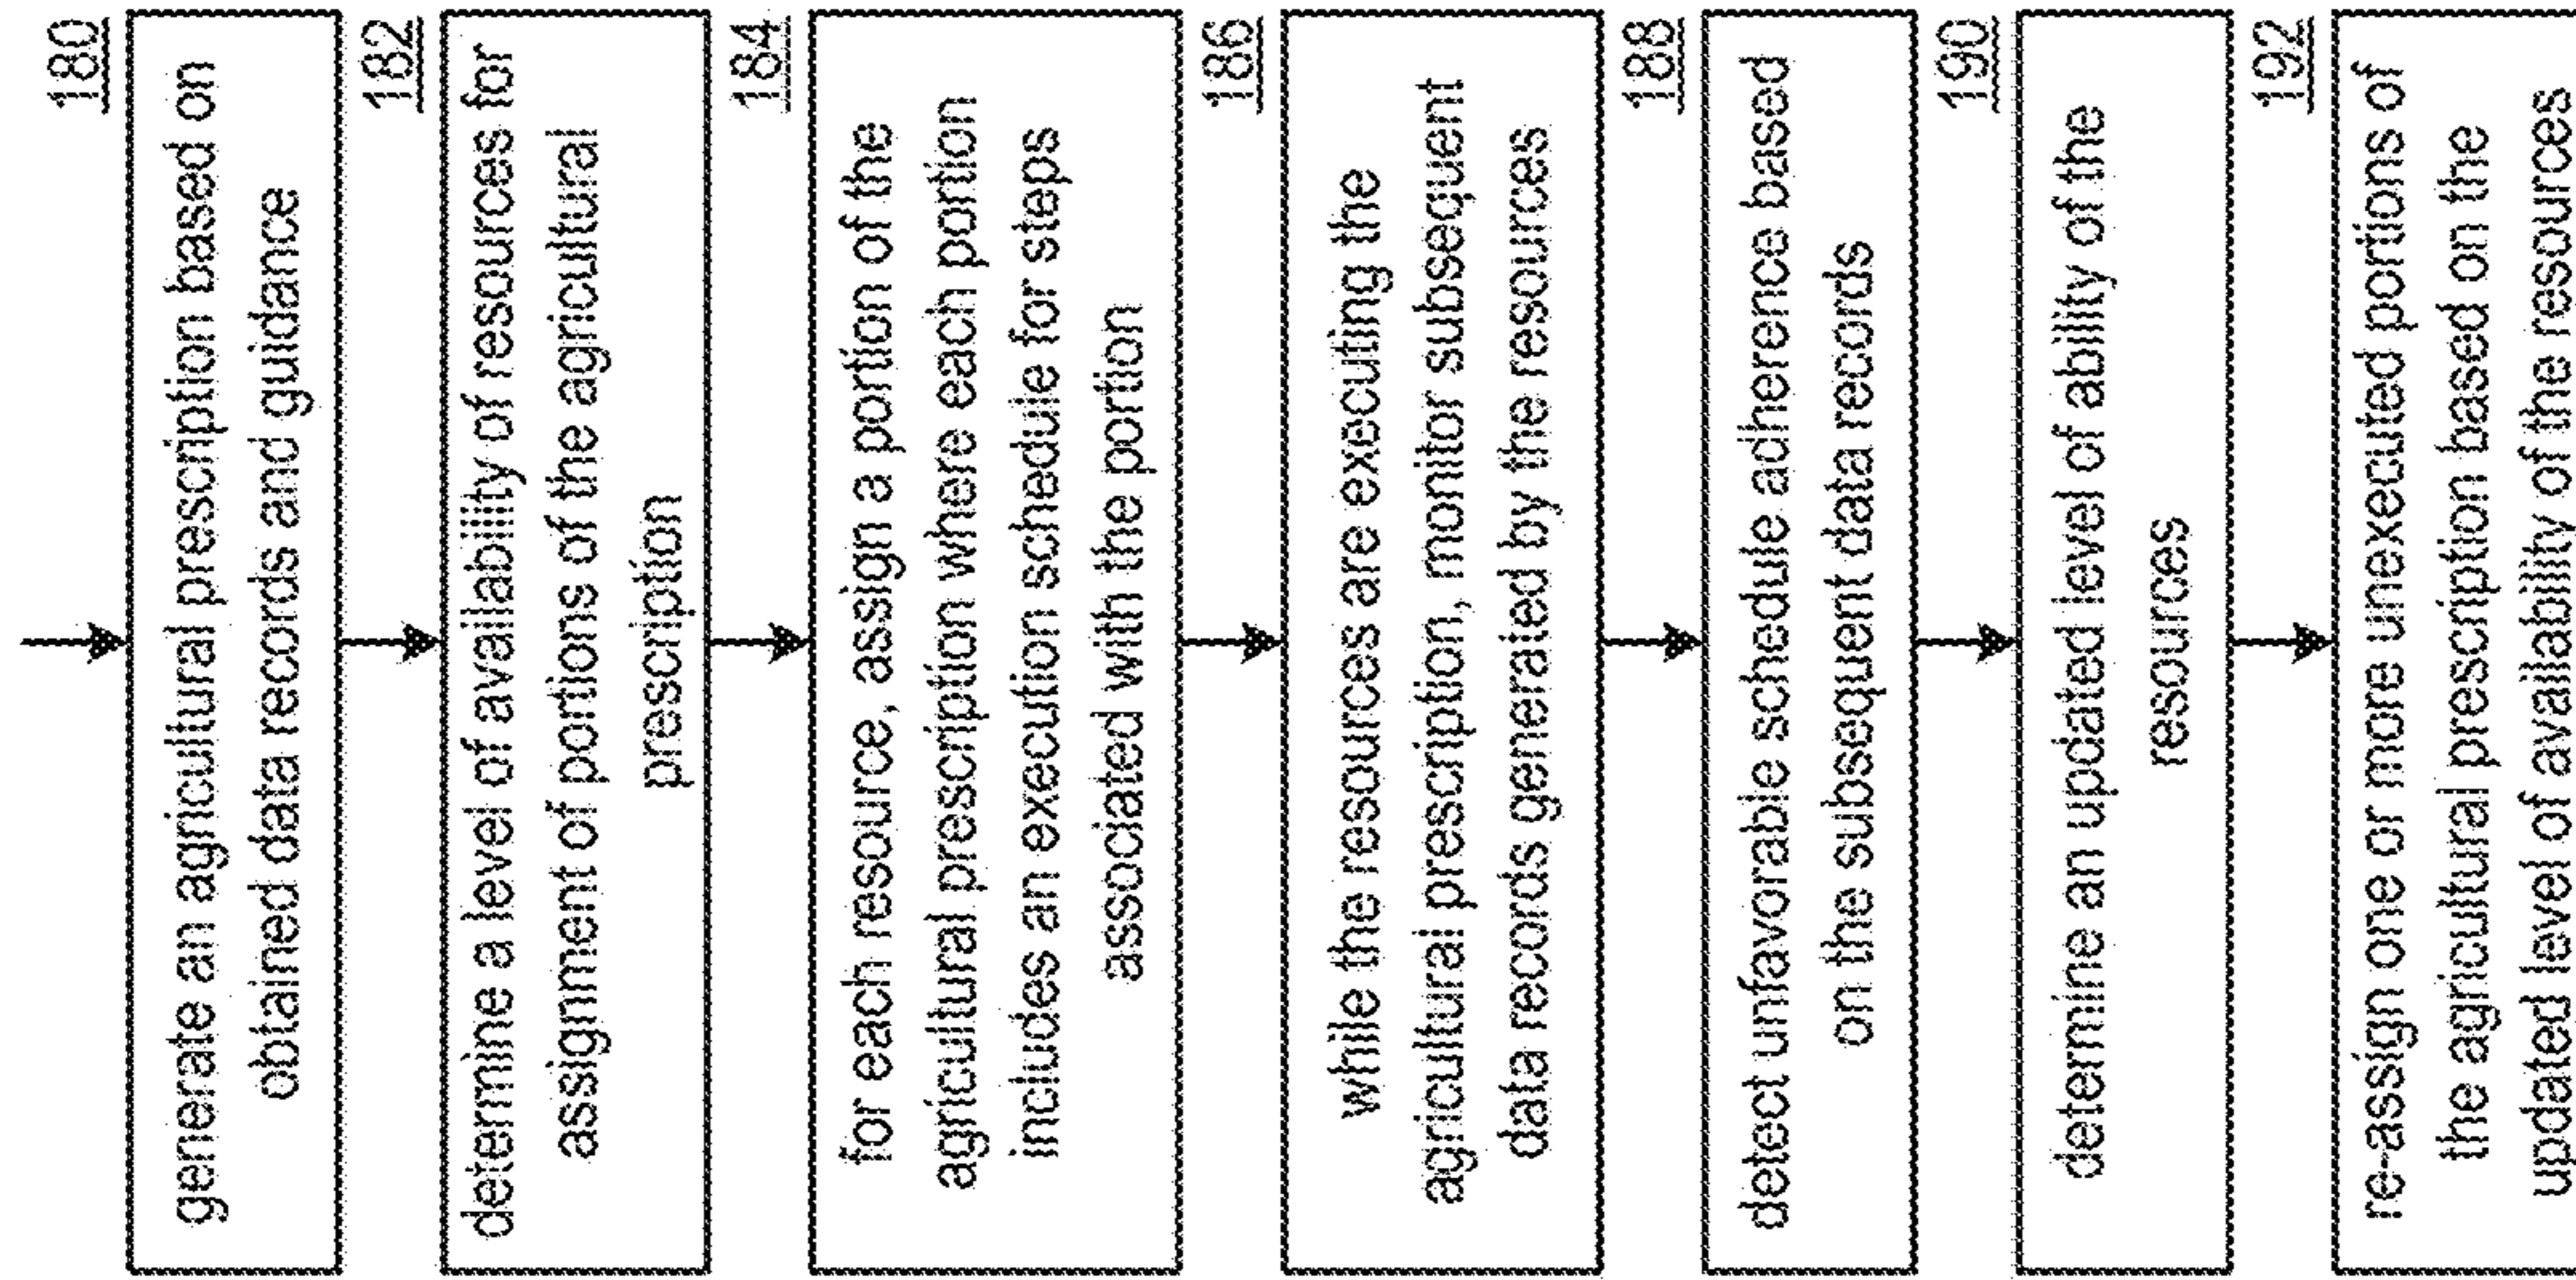 180
generate an agricultural prescription based on
obtained data records and guidance
182
determine a level of availability of resources for
assignment of portions of the agricultural
prescription
184
for each resource, assign a portion of the
agricultural prescription where each portion
includes an execution schedule for steps
associated with the portion
186
while the resources are executing the
agricultural prescription, monitor subsequent
data records generated by the resources
188
detect unfavorable schedule adherence based
on the subsequent data records
190
determine an updated level of ability of the
resources
192
re-assign one or more unexecuted portions of
the agricultural prescription based on the
updated level of availability of the resources